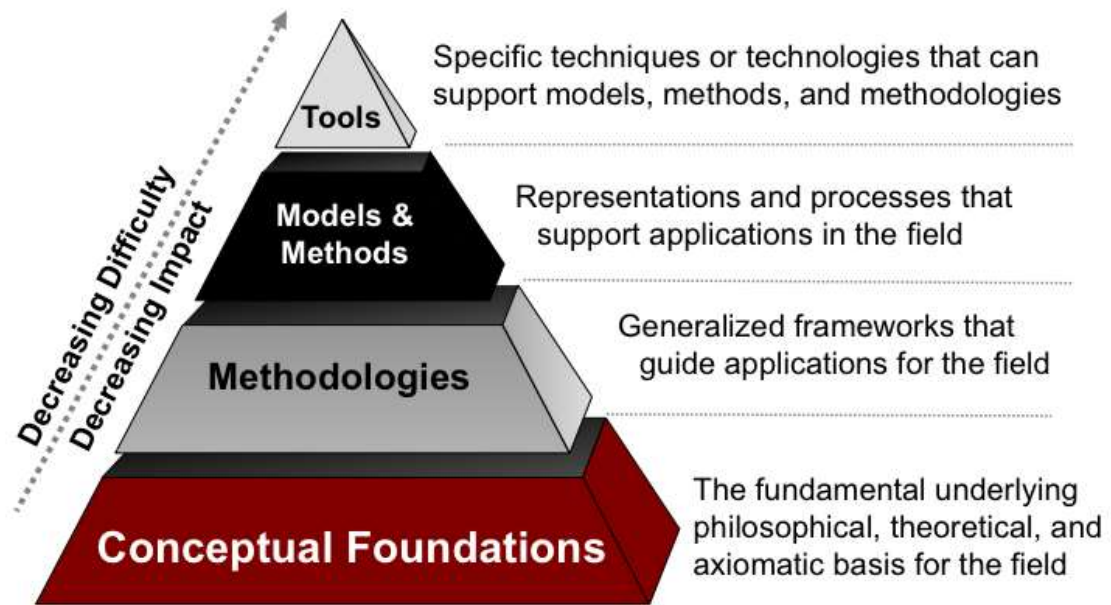 Tools
Specific techniques or technologies that can
support models, methods, and methodologies
Models &
Methods
Representations and processes that
support applications in the field
Methodologies
Generalized frameworks that
guide applications for the field
Conceptual Foundations
The fundamental underlying
philosophical, theoretical, and
axiomatic basis for the field
Decreasing Difficulty
Decreasing Impact